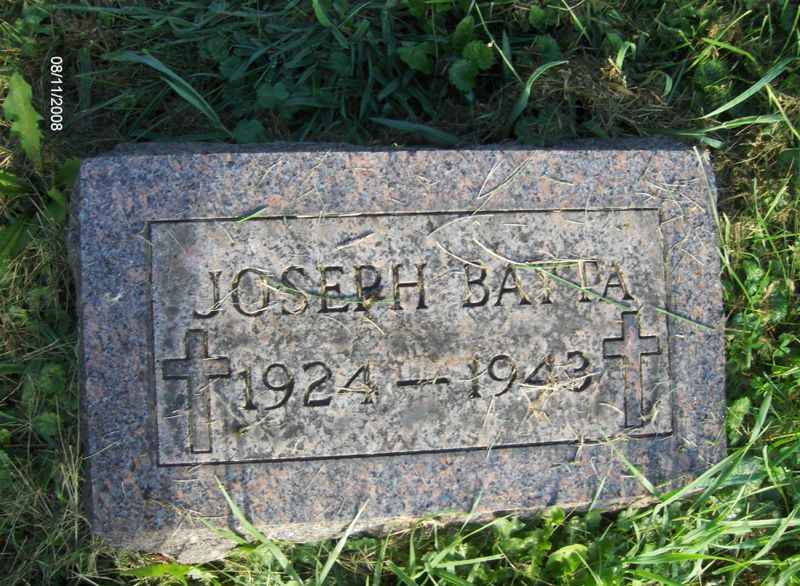 08/11/2008
JOSEPH BATTA
1924 — 1943